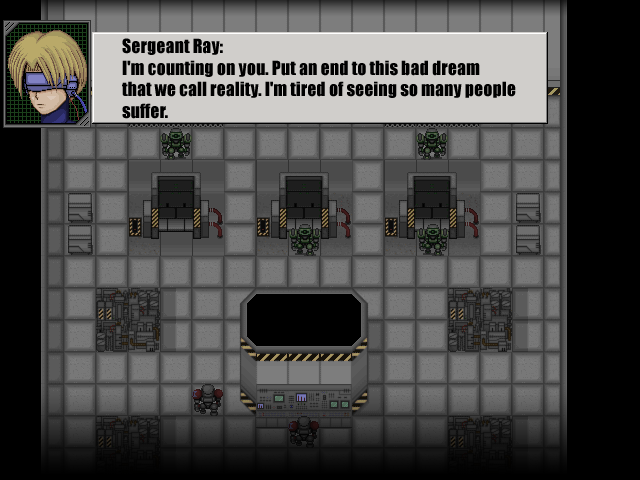 Sergeant Ray:
I'm counting on you. Put an end to this bad dream
that we call reality. I'm tired of seeing so many people
suffer.